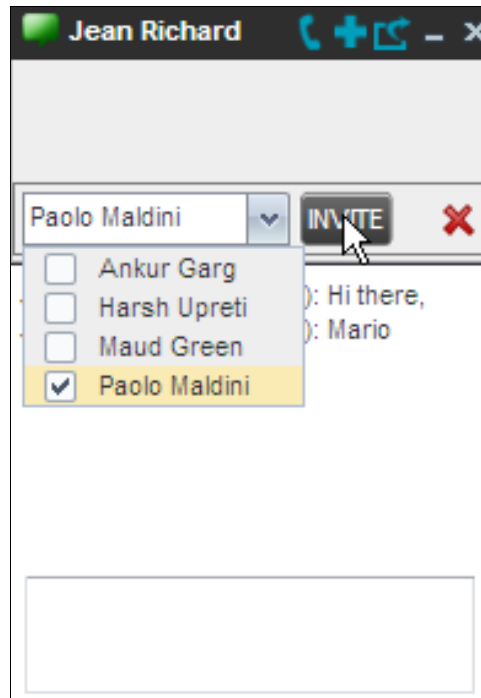 Jean Richard
Paolo Maldini INVITE
Ankur Garg
Harsh Upreti
Maud Green
Paolo Maldini
): Hi there,
): Mario